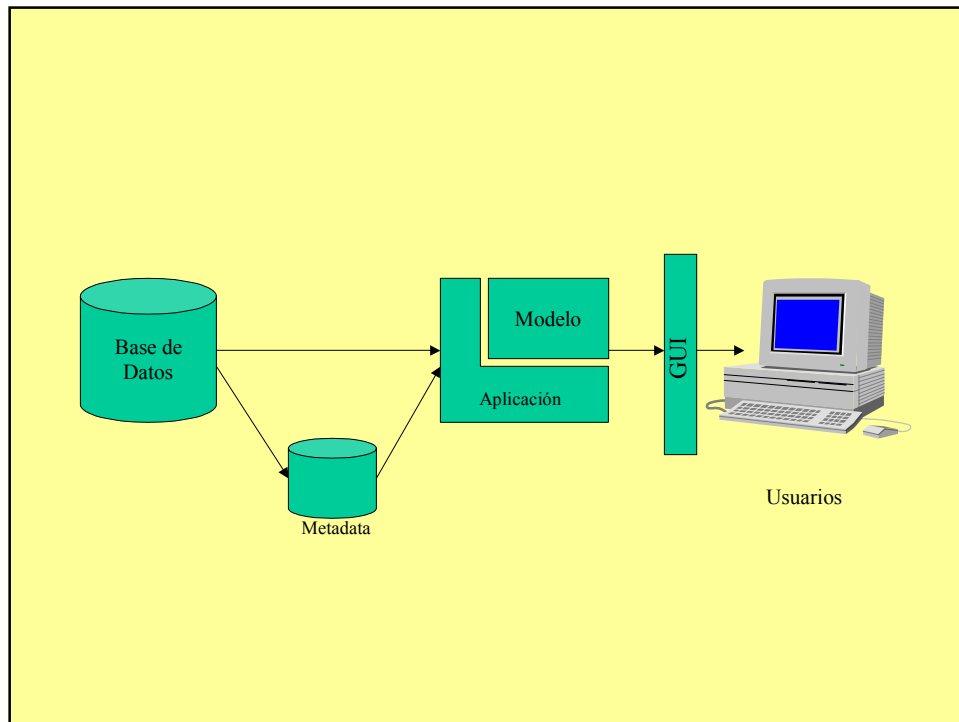 Base de
Datos
Metadata
Modelo
Aplicación
GUI
Usuarios